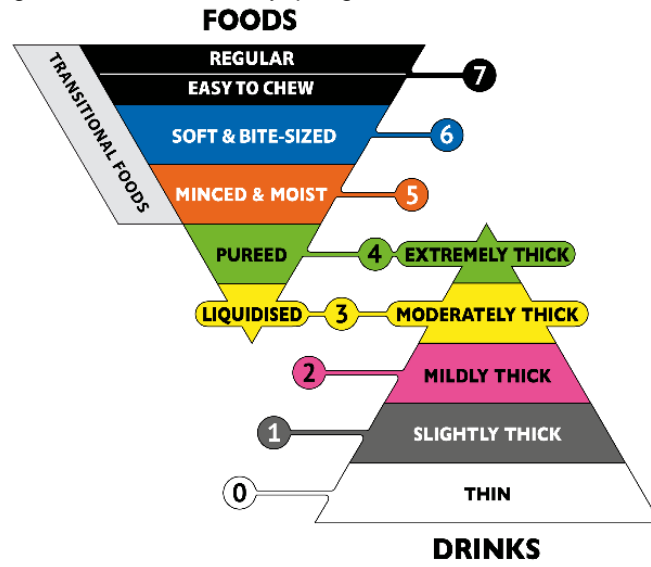 FOODS
REGULAR
7
EASY TO CHEW
TRANSITIONAL FOODS
SOFT & BITE-SIZED
6
MINCED & MOIST
5
PUREED
4
EXTREMELY THICK
LIQUIDISED
3
MODERATELY THICK
2
MILDLY THICK
1
SLIGHTLY THICK
0
THIN
DRINKS